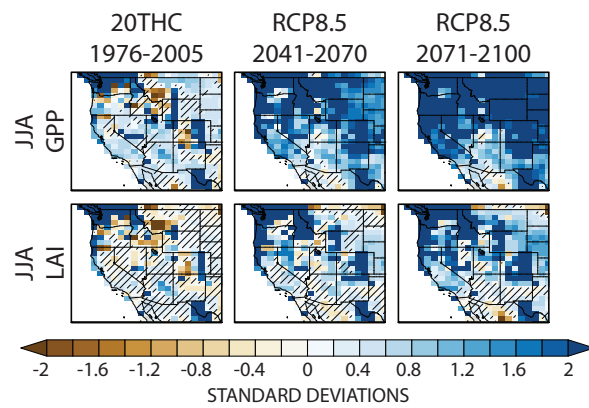 20THC RCP8.5 RCP8.5
1976-2005 2041-2070 2071-2100
JJA
GPP
JJA
LAI
-2 -1.6 -1.2 -0.8 -0.4 0 0.4 0.8 1.2 1.6 2
STANDARD DEVIATIONS